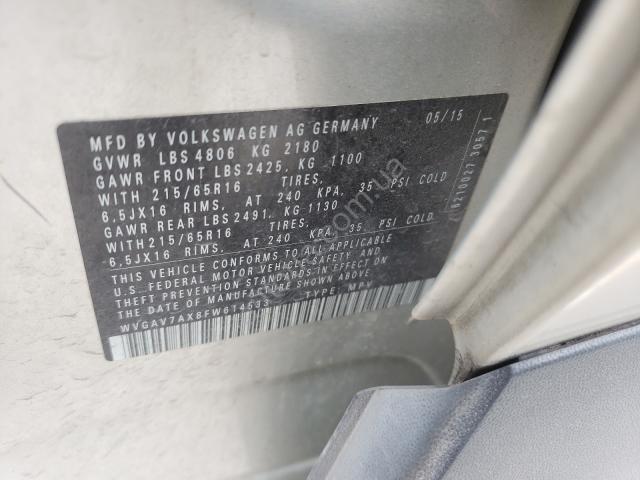 MFD BY VOLKSWAGEN AG GERMANY 05/15
GVWR LBS 4806 KG 2180
GAWR FRONT LBS 2425, KG 1100
WITH 215/65R16 TIRES,
6,5JX16 RIMS, AT 240 KPA, 35 PSI COLD
GAWR REAR LBS 2491, KG 1130
WITH 215/65R16 TIRES,
6,5JX16 RIMS, AT 240 KPA, 35 PSI COLD
THIS VEHICLE CONFORMS TO ALL APPLICABLE
U.S. FEDERAL MOTOR VEHICLE SAFETY AND
THEFT PREVENTION STANDARDS IN EFFECT ON
THE DATE OF MANUFACTURE SHOWN ABOVE.
WVGAV7AX8FW614533 TYPE: MPV